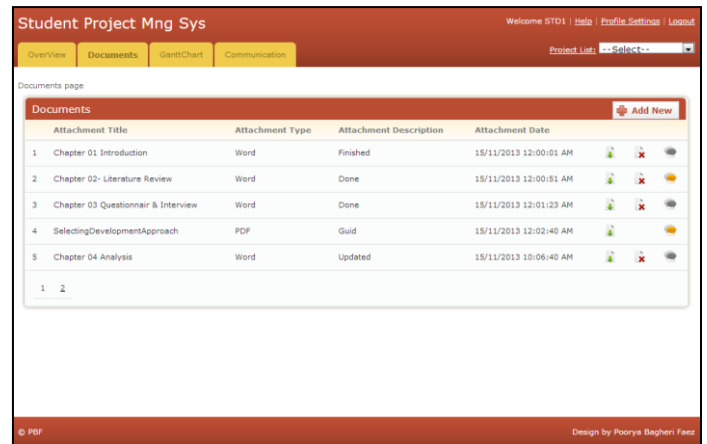 Student Project Mng Sys
Welcome STD1 | Help | Profile Settings | Logout
OverView Documents GanttChart Communication
Project List: --Select--
Documents page
Documents
Add New
Attachment Title Attachment Type Attachment Description Attachment Date
1 Chapter 01 Introduction Word Finished 15/11/2013 12:00:01 AM
2 Chapter 02- Literature Review Word Done 15/11/2013 12:00:51 AM
3 Chapter 03 Questionnair & Interview Word Done 15/11/2013 12:01:23 AM
4 SelectingDevelopmentApproach PDF Guid 15/11/2013 12:02:40 AM
5 Chapter 04 Analysis Word Updated 15/11/2013 10:06:40 AM
1 2
© PBF
Design by Poorya Bagheri Faez